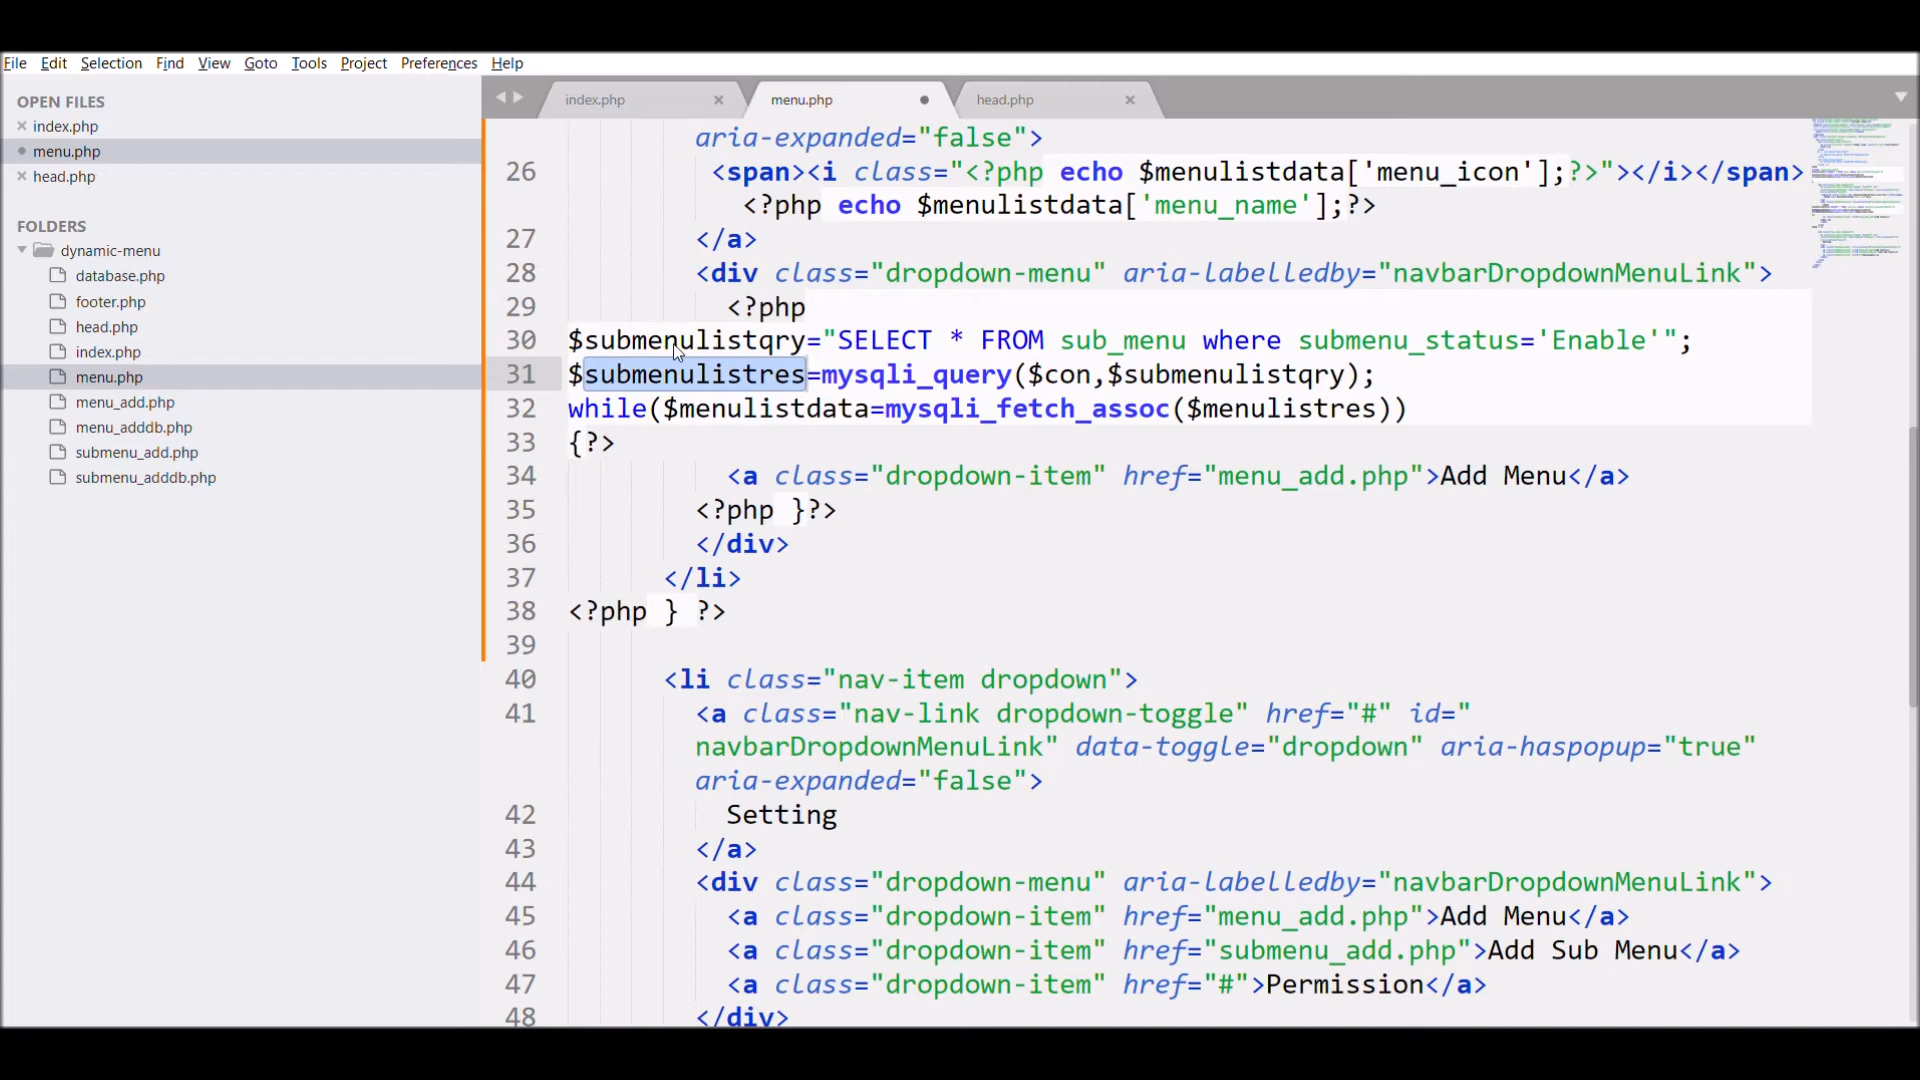 File Edit Selection Find View Goto Tools Project Preferences Help
OPEN FILES
index.php
menu.php
head.php
FOLDERS
dynamic-menu
database.php
footer.php
head.php
index.php
menu.php
menu_add.php
menu_adddb.php
submenu_add.php
submenu_adddb.php
index.php menu.php head.php
aria-expanded="false">
26 <span><i class="<?php echo $menulistdata['menu_icon'];?>"></i></span>
<?php echo $menulistdata['menu_name'];?>
27 </a>
28 <div class="dropdown-menu" aria-labelledby="navbarDropdownMenuLink">
29 <?php
30 $submenulistqry="SELECT * FROM sub_menu where submenu_status='Enable'";
31 $submenulistres=mysqli_query($con,$submenulistqry);
32 while($menulistdata=mysqli_fetch_assoc($menulistres))
33 {?>
34 <a class="dropdown-item" href="menu_add.php">Add Menu</a>
35 <?php }?>
36 </div>
37 </li>
38 <?php } ?>
39
40 <li class="nav-item dropdown">
41 <a class="nav-link dropdown-toggle" href="#" id="
navbarDropdownMenuLink" data-toggle="dropdown" aria-haspopup="true"
aria-expanded="false">
42 Setting
43 </a>
44 <div class="dropdown-menu" aria-labelledby="navbarDropdownMenuLink">
45 <a class="dropdown-item" href="menu_add.php">Add Menu</a>
46 <a class="dropdown-item" href="submenu_add.php">Add Sub Menu</a>
47 <a class="dropdown-item" href="#">Permission</a>
48 </div>